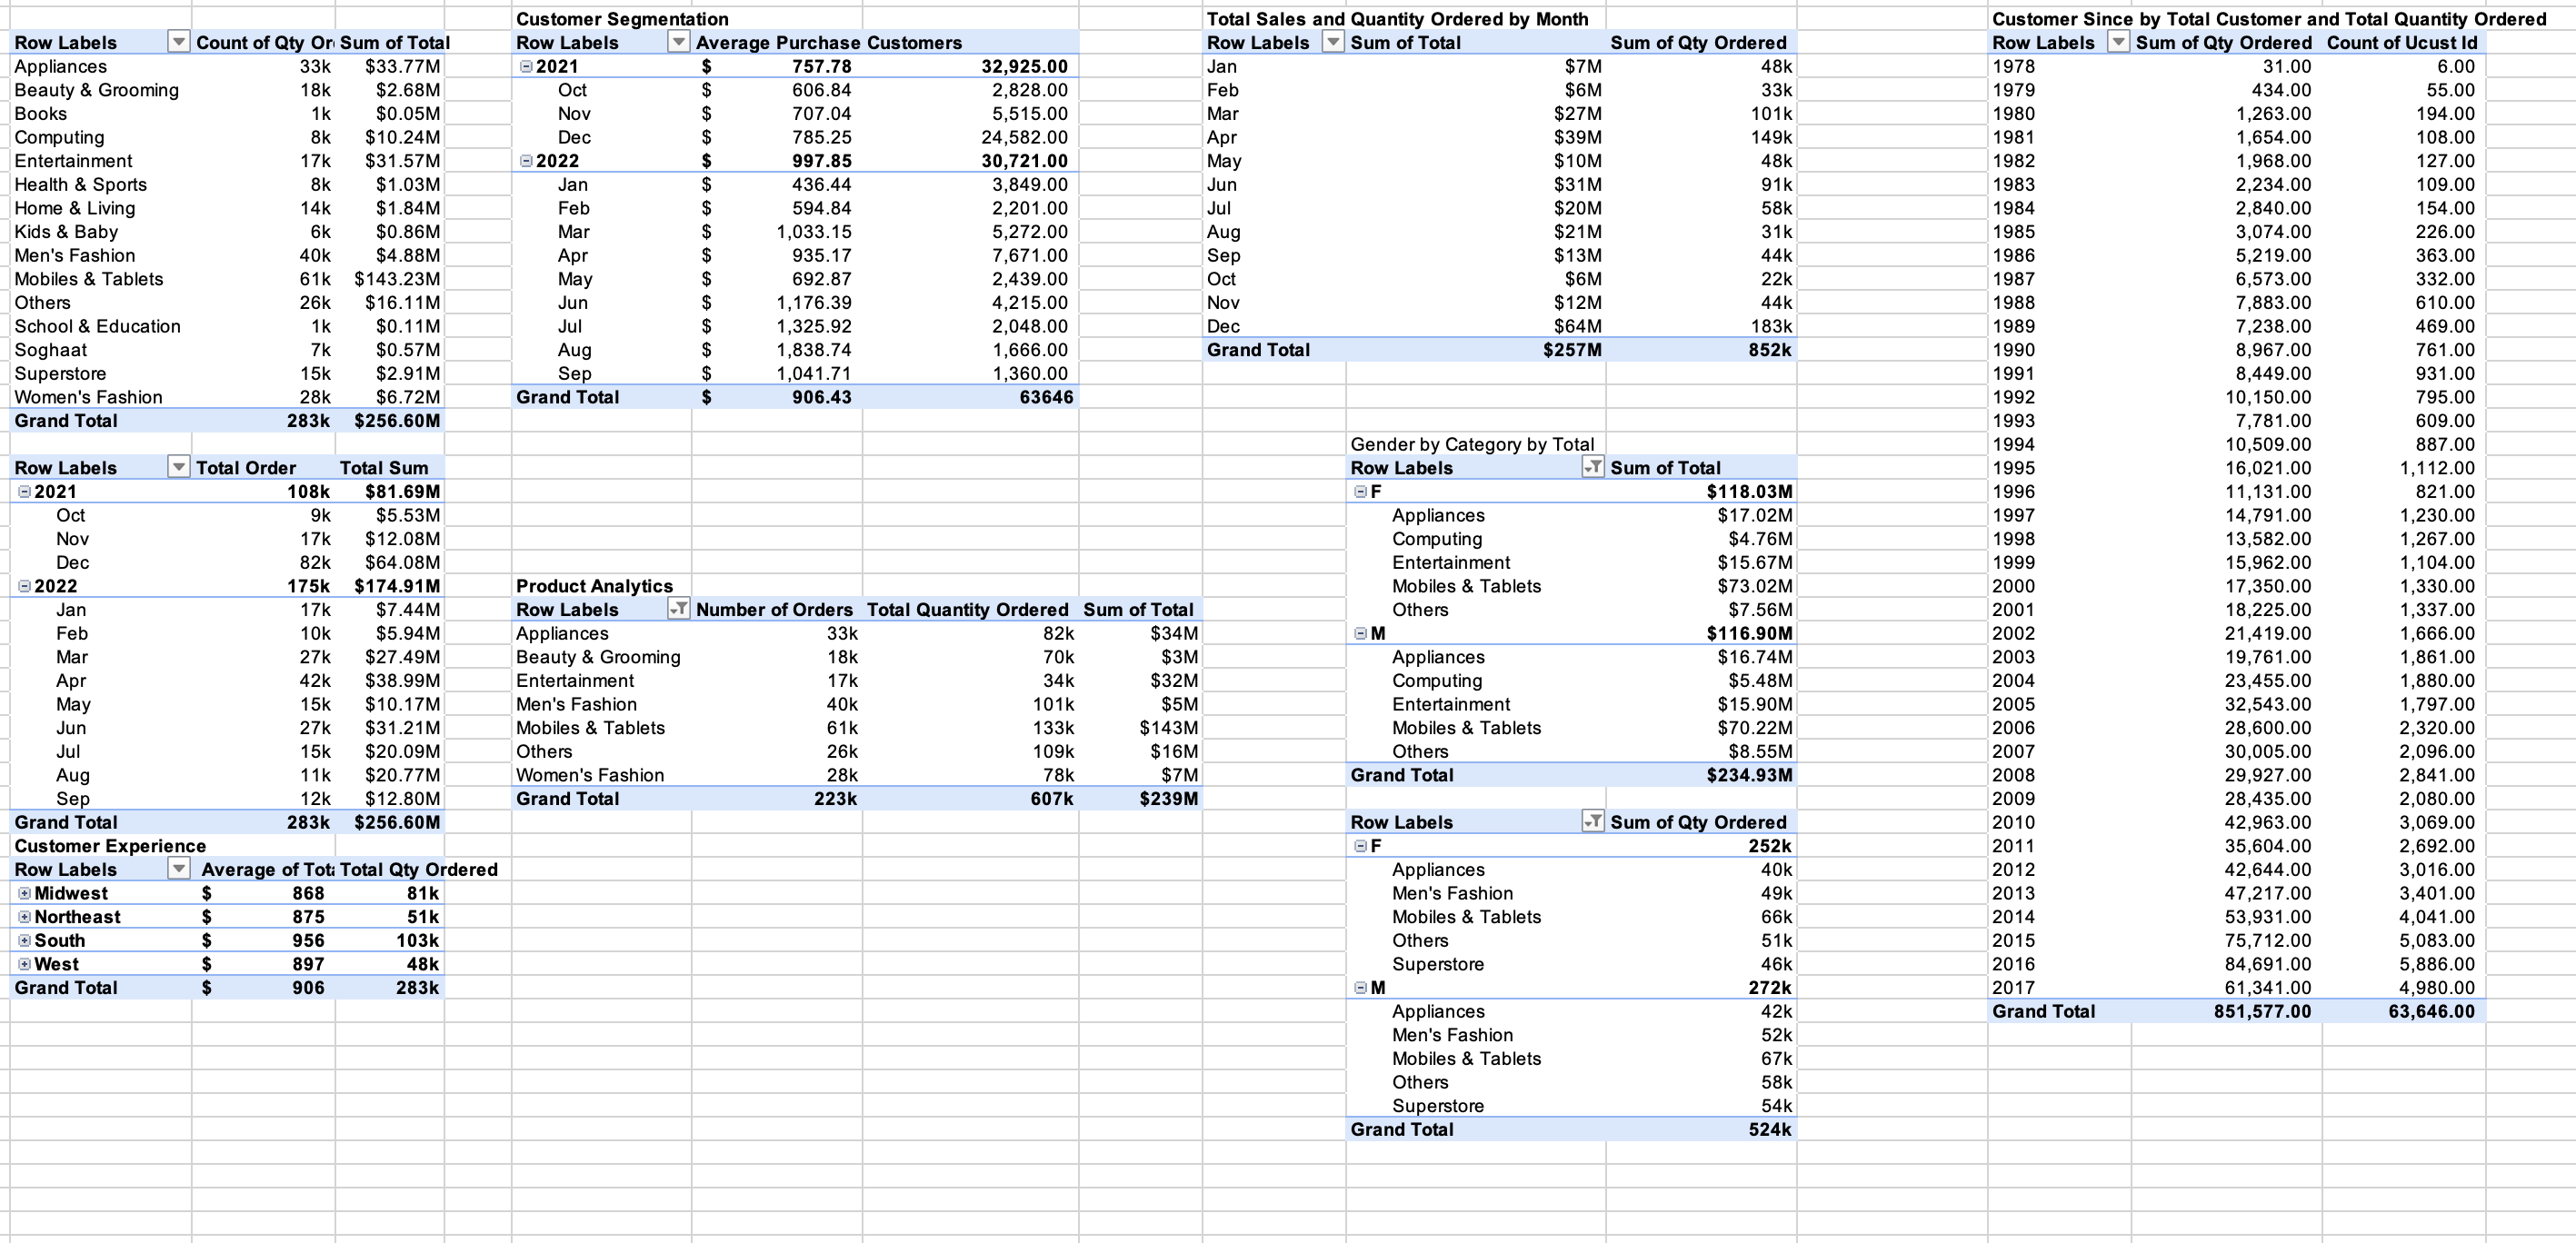 Row Labels Count of Qty Or Sum of Total
Appliances 33k $33.77M
Beauty & Grooming 18k $2.68M
Books 1k $0.05M
Computing 8k $10.24M
Entertainment 17k $31.57M
Health & Sports 8k $1.03M
Home & Living 14k $1.84M
Kids & Baby 6k $0.86M
Men's Fashion 40k $4.88M
Mobiles & Tablets 61k $143.23M
Others 26k $16.11M
School & Education 1k $0.11M
Soghaat 7k $0.57M
Superstore 15k $2.91M
Women's Fashion 28k $6.72M
Grand Total 283k $256.60M
Row Labels Total Order Total Sum
2021 108k $81.69M
Oct 9k $5.53M
Nov 17k $12.08M
Dec 82k $64.08M
2022 175k $174.91M
Jan 17k $7.44M
Feb 10k $5.94M
Mar 27k $27.49M
Apr 42k $38.99M
May 15k $10.17M
Jun 27k $31.21M
Jul 15k $20.09M
Aug 11k $20.77M
Sep 12k $12.80M
Grand Total 283k $256.60M
Customer Experience
Row Labels Average of Tota Total Qty Ordered
Midwest $ 868 81k
Northeast $ 875 51k
South $ 956 103k
West $ 897 48k
Grand Total $ 906 283k
Customer Segmentation
Row Labels Average Purchase Customers
2021 $ 757.78 32,925.00
Oct $ 606.84 2,828.00
Nov $ 707.04 5,515.00
Dec $ 785.25 24,582.00
2022 $ 997.85 30,721.00
Jan $ 436.44 3,849.00
Feb $ 594.84 2,201.00
Mar $ 1,033.15 5,272.00
Apr $ 935.17 7,671.00
May $ 692.87 2,439.00
Jun $ 1,176.39 4,215.00
Jul $ 1,325.92 2,048.00
Aug $ 1,838.74 1,666.00
Sep $ 1,041.71 1,360.00
Grand Total $ 906.43 63646
Product Analytics
Row Labels Number of Orders Total Quantity Ordered Sum of Total
Appliances 33k 82k $34M
Beauty & Grooming 18k 70k $3M
Entertainment 17k 34k $32M
Men's Fashion 40k 101k $5M
Mobiles & Tablets 61k 133k $143M
Others 26k 109k $16M
Women's Fashion 28k 78k $7M
Grand Total 223k 607k $239M
Total Sales and Quantity Ordered by Month
Row Labels Sum of Total Sum of Qty Ordered
Jan $7M 48k
Feb $6M 33k
Mar $27M 101k
Apr $39M 149k
May $10M 48k
Jun $31M 91k
Jul $20M 58k
Aug $21M 31k
Sep $13M 44k
Oct $6M 22k
Nov $12M 44k
Dec $64M 183k
Grand Total $257M 852k
Gender by Category by Total
Row Labels Sum of Total
F $118.03M
Appliances $17.02M
Computing $4.76M
Entertainment $15.67M
Mobiles & Tablets $73.02M
Others $7.56M
M $116.90M
Appliances $16.74M
Computing $5.48M
Entertainment $15.90M
Mobiles & Tablets $70.22M
Others $8.55M
Grand Total $234.93M
Row Labels Sum of Qty Ordered
F 252k
Appliances 40k
Men's Fashion 49k
Mobiles & Tablets 66k
Others 51k
Superstore 46k
M 272k
Appliances 42k
Men's Fashion 52k
Mobiles & Tablets 67k
Others 58k
Superstore 54k
Grand Total 524k
Customer Since by Total Customer and Total Quantity Ordered
Row Labels Sum of Qty Ordered Count of Ucust Id
1978 31.00 6.00
1979 434.00 55.00
1980 1,263.00 194.00
1981 1,654.00 108.00
1982 1,968.00 127.00
1983 2,234.00 109.00
1984 2,840.00 154.00
1985 3,074.00 226.00
1986 5,219.00 363.00
1987 6,573.00 332.00
1988 7,883.00 610.00
1989 7,238.00 469.00
1990 8,967.00 761.00
1991 8,449.00 931.00
1992 10,150.00 795.00
1993 7,781.00 609.00
1994 10,509.00 887.00
1995 16,021.00 1,112.00
1996 11,131.00 821.00
1997 14,791.00 1,230.00
1998 13,582.00 1,267.00
1999 15,962.00 1,104.00
2000 17,350.00 1,330.00
2001 18,225.00 1,337.00
2002 21,419.00 1,666.00
2003 19,761.00 1,861.00
2004 23,455.00 1,880.00
2005 32,543.00 1,797.00
2006 28,600.00 2,320.00
2007 30,005.00 2,096.00
2008 29,927.00 2,841.00
2009 28,435.00 2,080.00
2010 42,963.00 3,069.00
2011 35,604.00 2,692.00
2012 42,644.00 3,016.00
2013 47,217.00 3,401.00
2014 53,931.00 4,041.00
2015 75,712.00 5,083.00
2016 84,691.00 5,886.00
2017 61,341.00 4,980.00
Grand Total 851,577.00 63,646.00